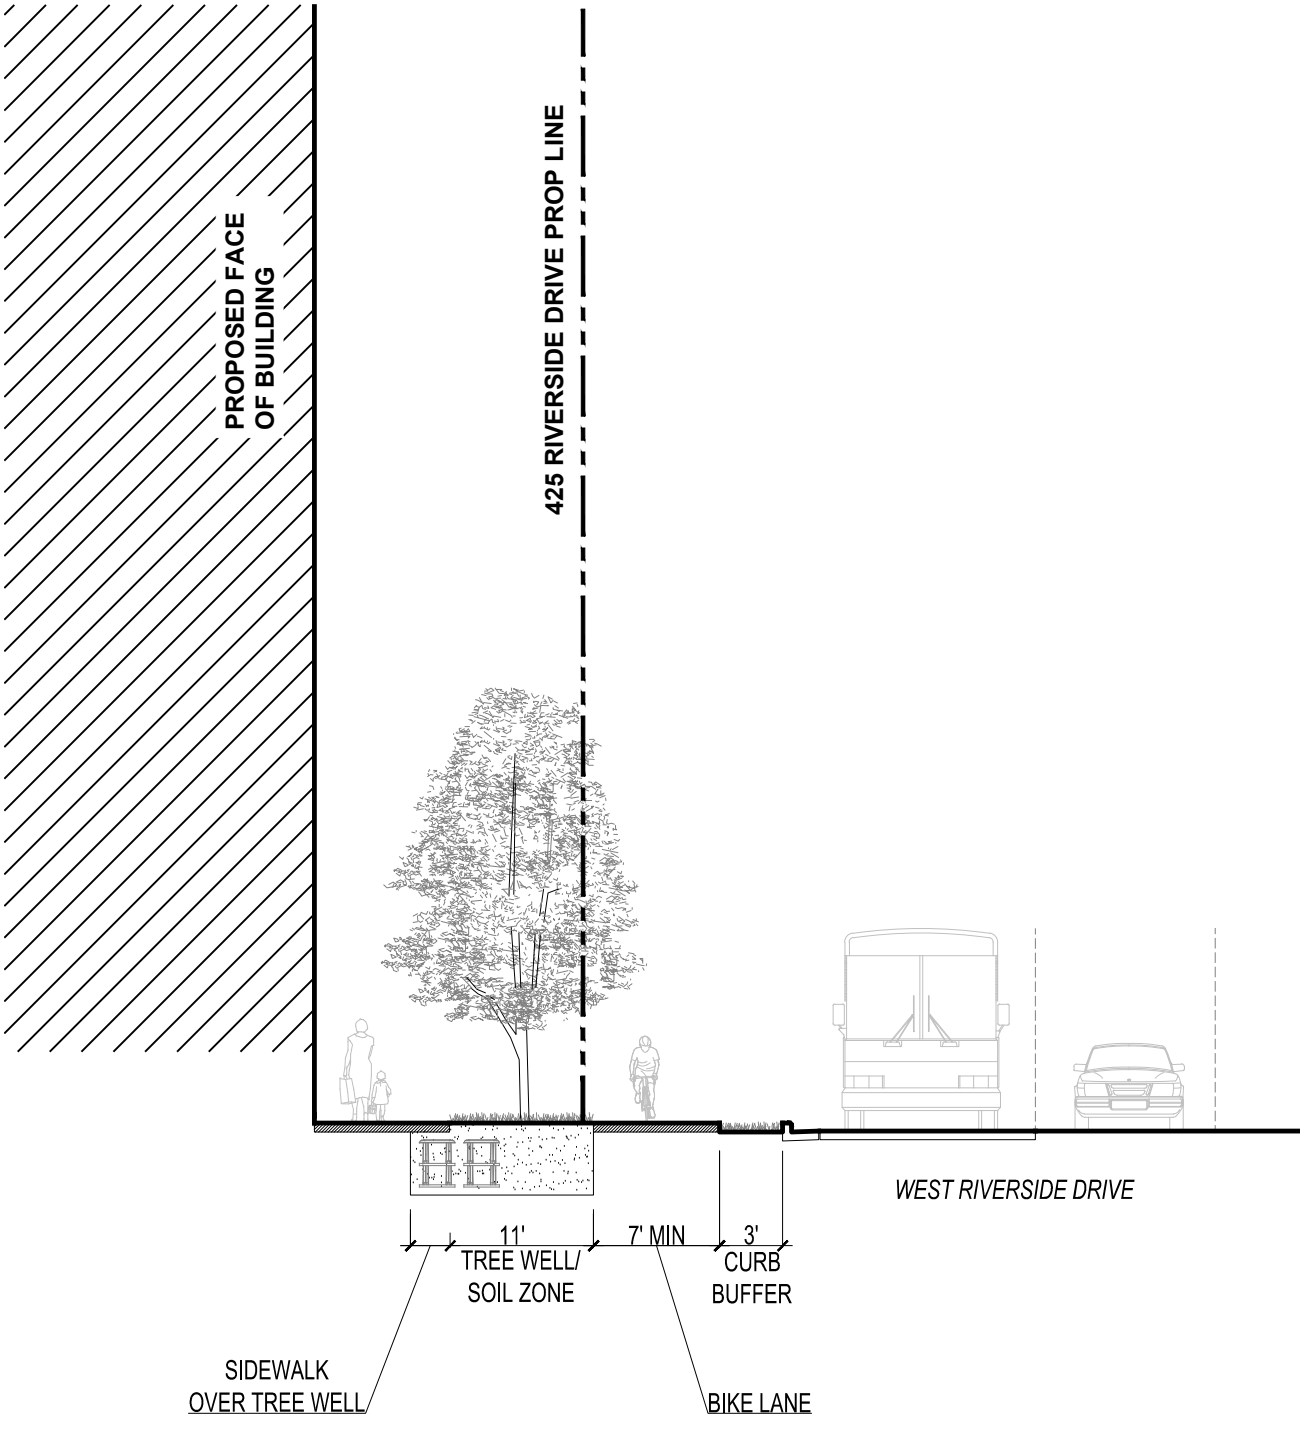 PROPOSED FACE
OF BUILDING
425 RIVERSIDE DRIVE PROP LINE
WEST RIVERSIDE DRIVE
11'
TREE WELL/
SOIL ZONE
7' MIN
3'
CURB
BUFFER
SIDEWALK
OVER TREE WELL
BIKE LANE